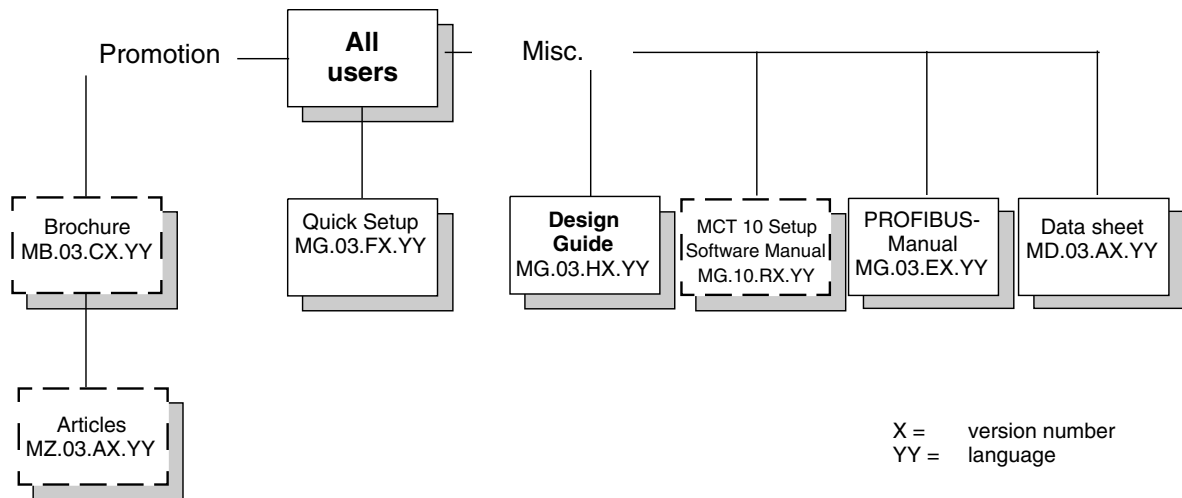 Promotion
All
users
Misc.
Brochure
MB.03.CX.YY
Quick Setup
MG.03.FX.YY
Design
Guide
MG.03.HX.YY
MCT 10 Setup
Software Manual
MG.10.RX.YY
PROFIBUS-
Manual
MG.03.EX.YY
Data sheet
MD.03.AX.YY
Articles
MZ.03.AX.YY
X = version number
YY = language